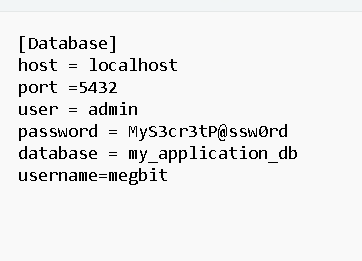 [Database]
host = localhost
port =5432
user = admin
password = MyS3cr3tP@ssw0rd
database = my_application_db
username=megbit